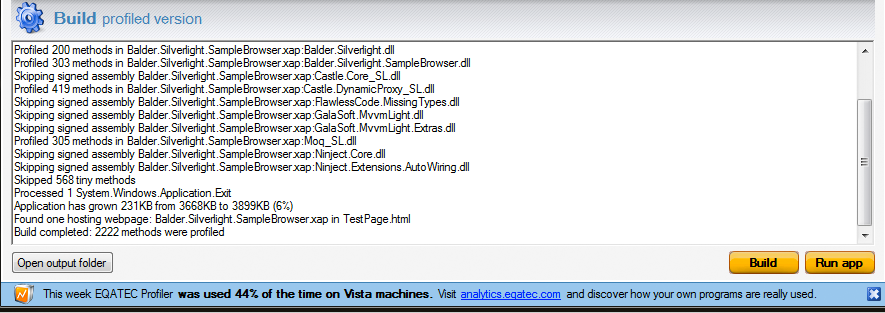 Build profiled version
Profiled 200 methods in Balder.Silverlight.SampleBrowser.xap:Balder.Silverlight.dll
Profiled 303 methods in Balder.Silverlight.SampleBrowser.xap:Balder.Silverlight.SampleBrowser.dll
Skipping signed assembly Balder.Silverlight.SampleBrowser.xap:Castle.Core_SL.dll
Profiled 419 methods in Balder.Silverlight.SampleBrowser.xap:Castle.DynamicProxy_SL.dll
Skipping signed assembly Balder.Silverlight.SampleBrowser.xap:FlawlessCode.MissingTypes.dll
Skipping signed assembly Balder.Silverlight.SampleBrowser.xap:GalaSoft.MvvmLight.dll
Skipping signed assembly Balder.Silverlight.SampleBrowser.xap:GalaSoft.MvvmLight.Extras.dll
Profiled 305 methods in Balder.Silverlight.SampleBrowser.xap:Moq_SL.dll
Skipping signed assembly Balder.Silverlight.SampleBrowser.xap:Ninject.Core.dll
Skipping signed assembly Balder.Silverlight.SampleBrowser.xap:Ninject.Extensions.AutoWiring.dll
Skipped 568 tiny methods
Processed 1 System.Windows.Application.Exit
Application has grown 231KB from 3668KB to 3899KB (6%)
Found one hosting webpage: Balder.Silverlight.SampleBrowser.xap in TestPage.html
Build completed: 2222 methods were profiled
Open output folder Build Run app
This week EQATEC Profiler was used 44% of the time on Vista machines. Visit analytics.eqatec.com and discover how your own programs are really used.